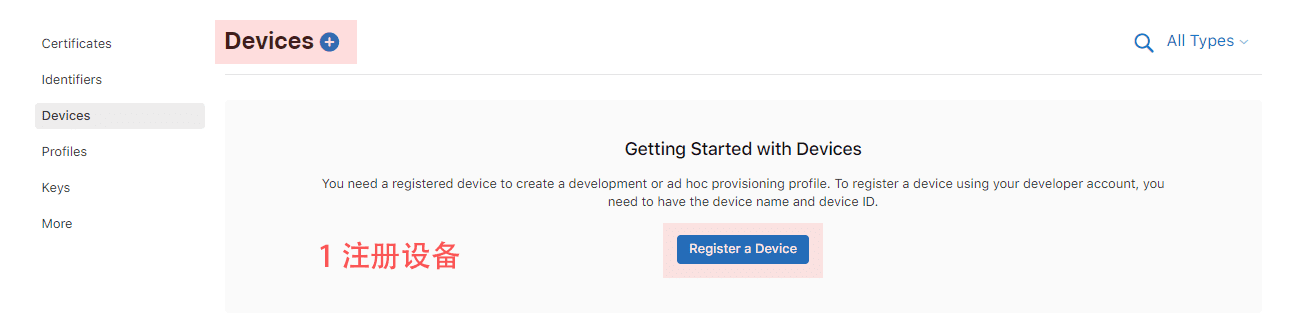 Certificates
Identifiers
Devices
Profiles
Keys
More
Devices
All Types
Getting Started with Devices
You need a registered device to create a development or ad hoc provisioning profile. To register a device using your developer account, you
need to have the device name and device ID.
1 注册设备
Register a Device